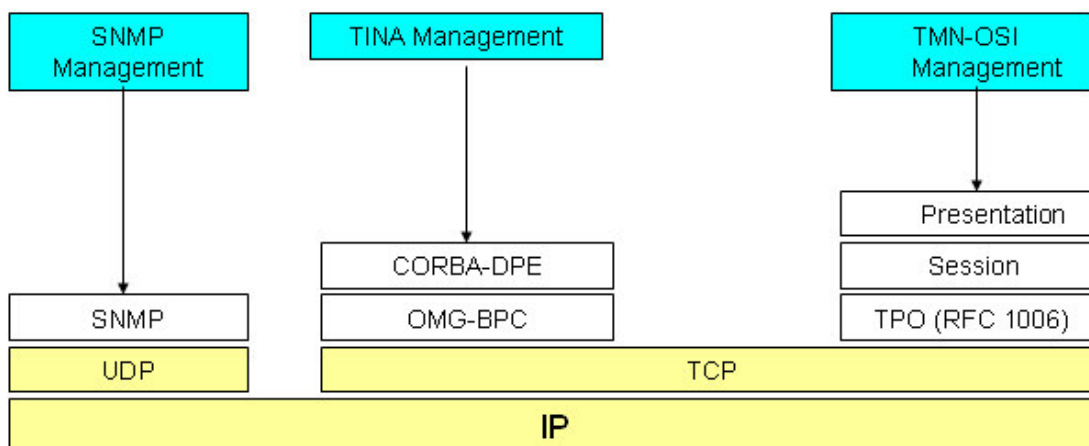 SNMP
Management
TINA Management
TMN-OSI
Management
Presentation
CORBA-DPE
Session
SNMP
OMG-BPC
TPO (RFC 1006)
UDP
TCP
IP